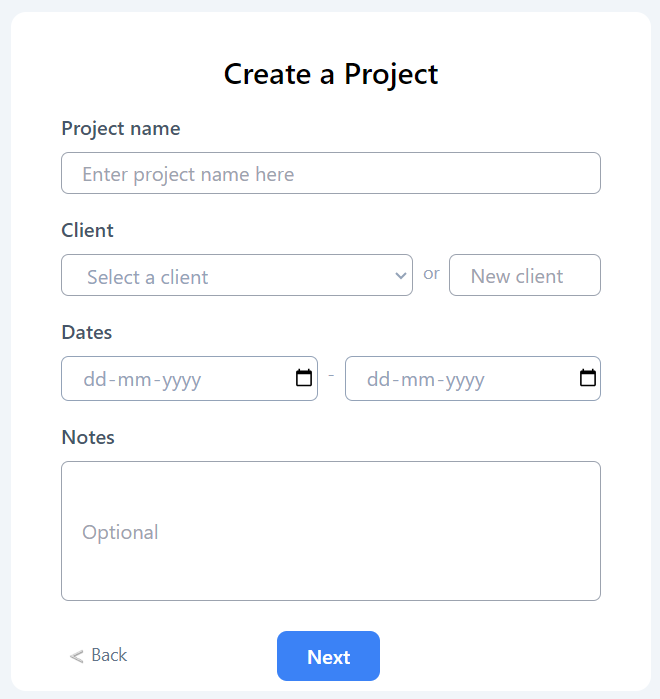 Create a Project
Project name
Enter project name here
Client
Select a client or New client
Dates
dd-mm-yyyy - dd-mm-yyyy
Notes
Optional
< Back Next